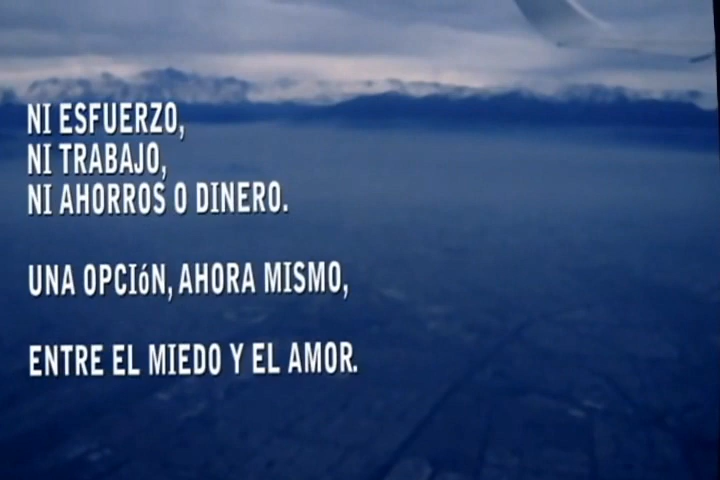 NI ESFUERZO,
NI TRABAJO,
NI AHORROS O DINERO.
UNA OPCIóN, AHORA MISMO,
ENTRE EL MIEDO Y EL AMOR.